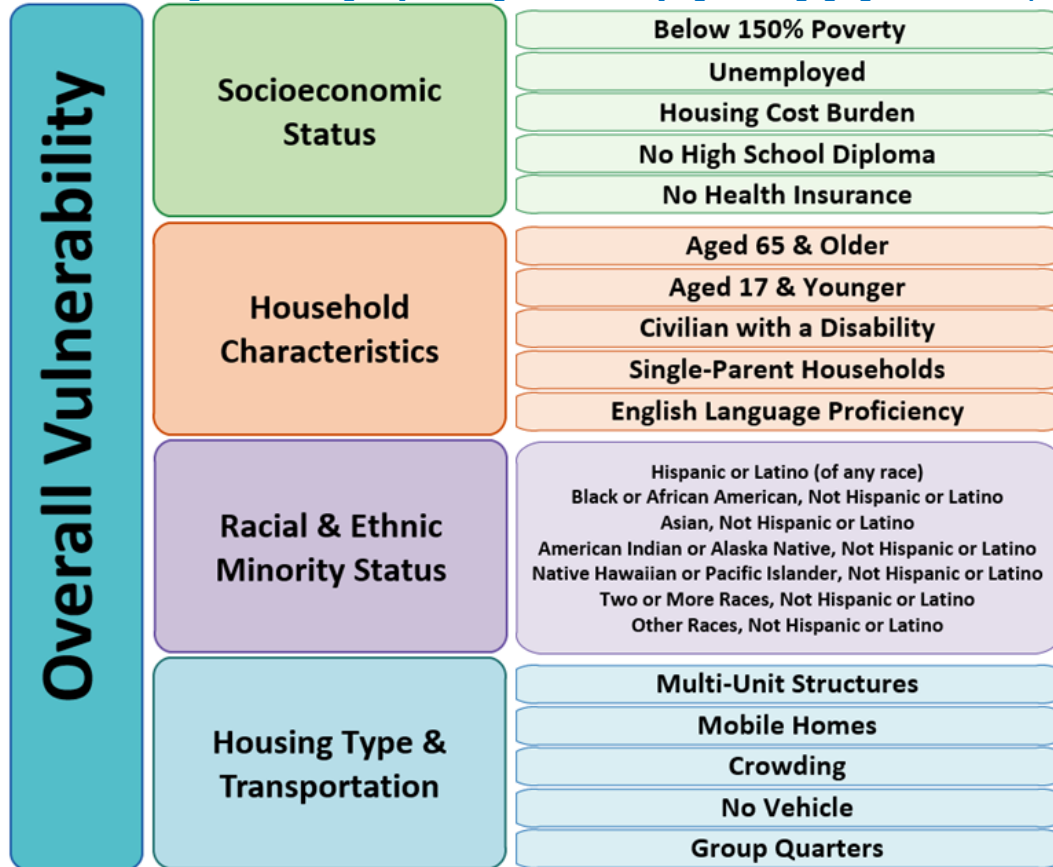 Overall Vulnerability
Socioeconomic
Status
Below 150% Poverty
Unemployed
Housing Cost Burden
No High School Diploma
No Health Insurance
Household
Characteristics
Aged 65 & Older
Aged 17 & Younger
Civilian with a Disability
Single-Parent Households
English Language Proficiency
Racial & Ethnic
Minority Status
Hispanic or Latino (of any race)
Black or African American, Not Hispanic or Latino
Asian, Not Hispanic or Latino
American Indian or Alaska Native, Not Hispanic or Latino
Native Hawaiian or Pacific Islander, Not Hispanic or Latino
Two or More Races, Not Hispanic or Latino
Other Races, Not Hispanic or Latino
Housing Type &
Transportation
Multi-Unit Structures
Mobile Homes
Crowding
No Vehicle
Group Quarters